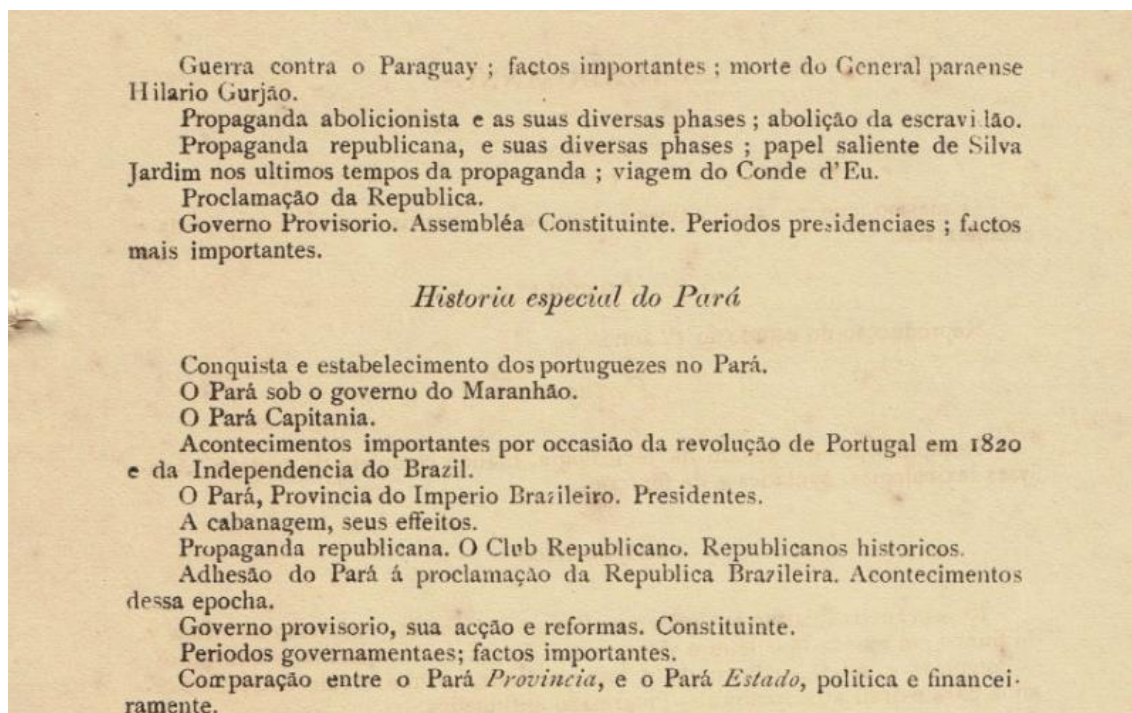 Guerra contra o Paraguay ; factos importantes ; morte do General paraense
Hilario Gurjão.
Propaganda abolicionista e as suas diversas phases ; abolição da escravidão.
Propaganda republicana, e suas diversas phases ; papel saliente de Silva
Jardim nos ultimos tempos da propaganda ; viagem do Conde d'Eu.
Proclamação da Republica.
Governo Provisorio. Assembléa Constituinte. Periodos presidenciaes ; factos
mais importantes.
Historia especial do Pará
Conquista e estabelecimento dos portuguezes no Pará.
O Pará sob o governo do Maranhão.
O Pará Capitania.
Acontecimentos importantes por occasião da revolução de Portugal em 1820
e da Independencia do Brazil.
O Pará, Provincia do Imperio Brazileiro. Presidentes.
A cabanagem, seus effeitos.
Propaganda republicana. O Club Republicano. Republicanos historicos.
Adhesão do Pará á proclamação da Republica Brazileira. Acontecimentos
dessa epocha.
Governo provisorio, sua acção e reformas. Constituinte.
Periodos governamentaes; factos importantes.
Comparação entre o Pará Provincia, e o Pará Estado, politica e financei-
ramente.